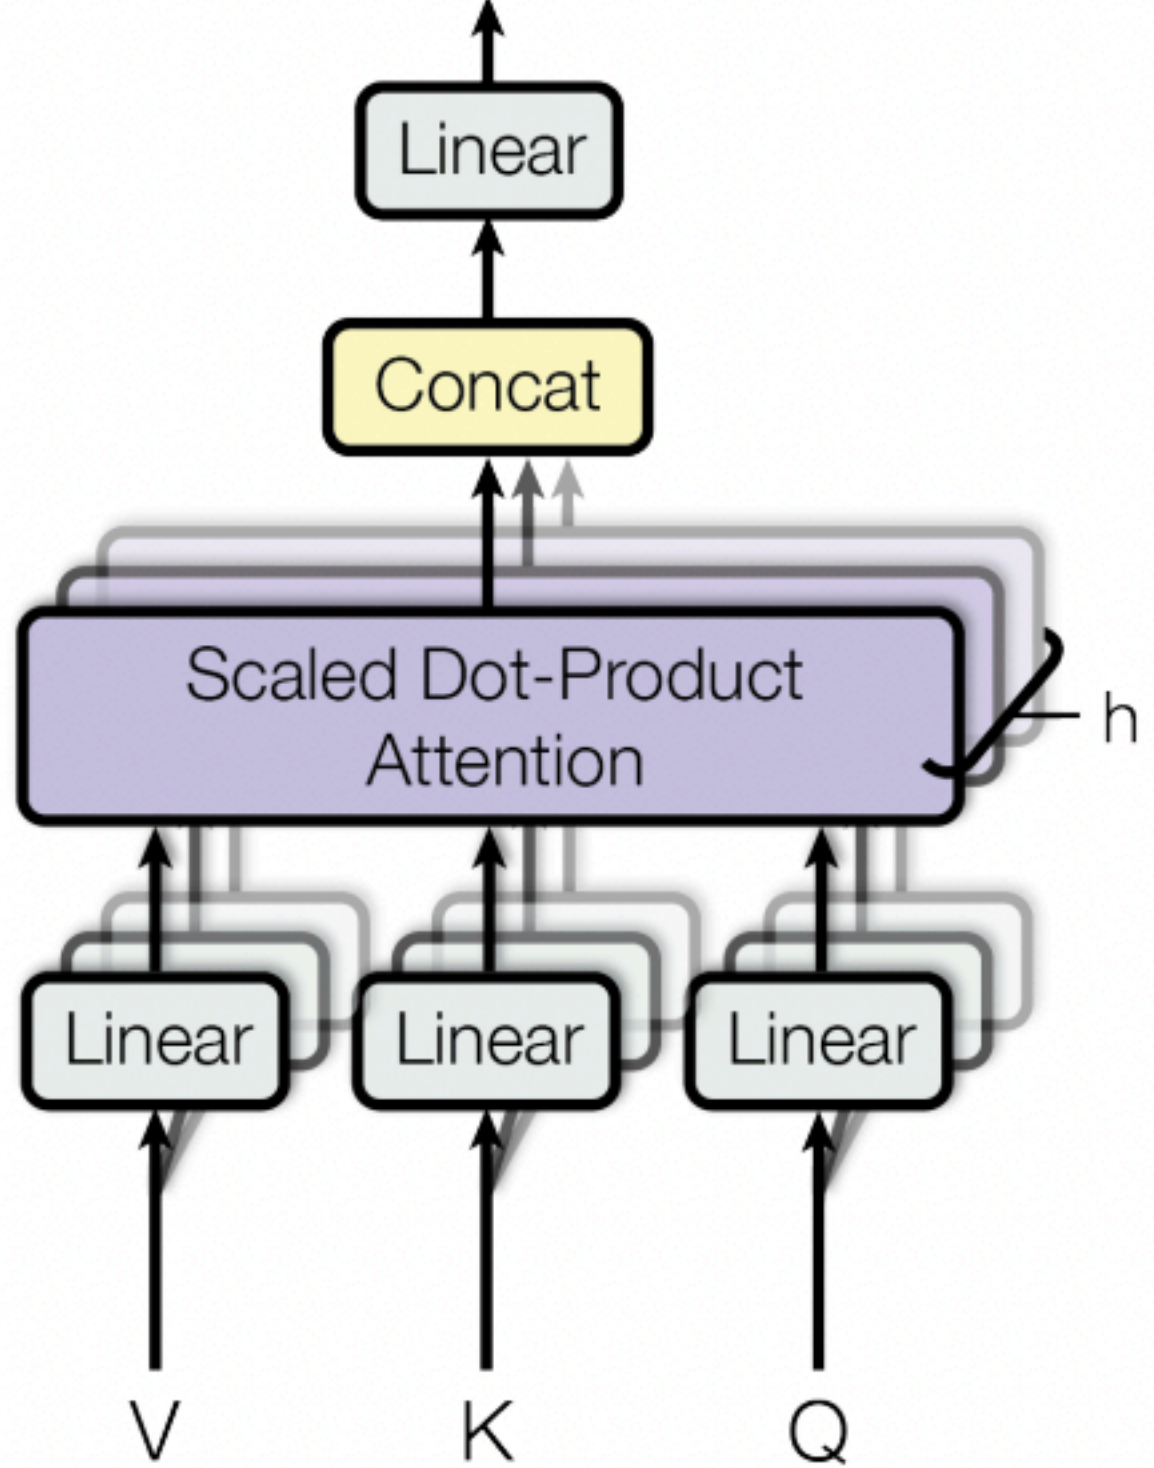 Linear
Concat
Scaled Dot-Product
Attention
h
Linear
Linear
Linear
V
K
Q